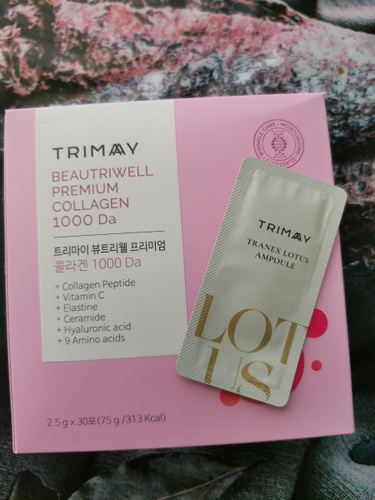 TRIMAY
BEAUTRIWELL
PREMIUM
COLLAGEN
1000 Da
트리마이 뷰트리웰 프리미엄
콜라겐 1000 Da
+ Collagen Peptide
+ Vitamin C
+ Elastine
+ Ceramide
+ Hyaluronic acid
+ 9 Amino acids
2.5 g x 30포(75 g /313 Kcal)
TRIMAY
TRANEX LOTUS
AMPOULE
LOT
US